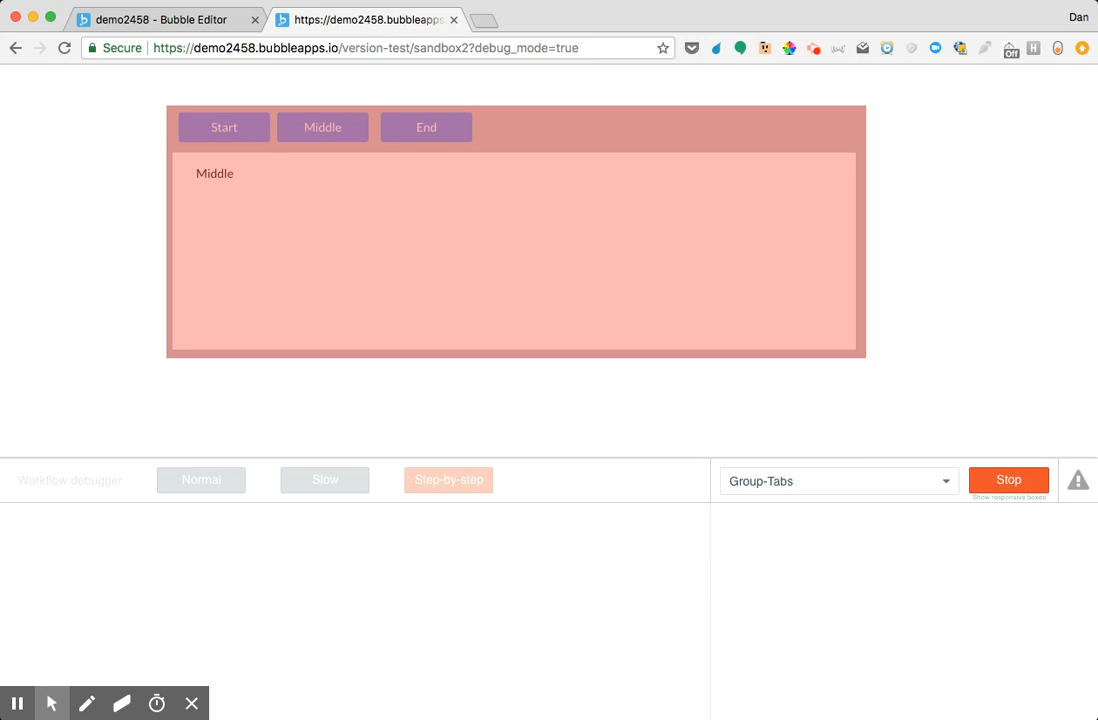 demo2458 - Bubble Editor
https://demo2458.bubbleapps.
Dan
Secure
https://demo2458.bubbleapps.io/version-test/sandbox2?debug_mode=true
Off
H
Start
Middle
End
Middle
Workflow debugger
Normal
Slow
Step-by-step
Group-Tabs
Stop
Show responsive boxes